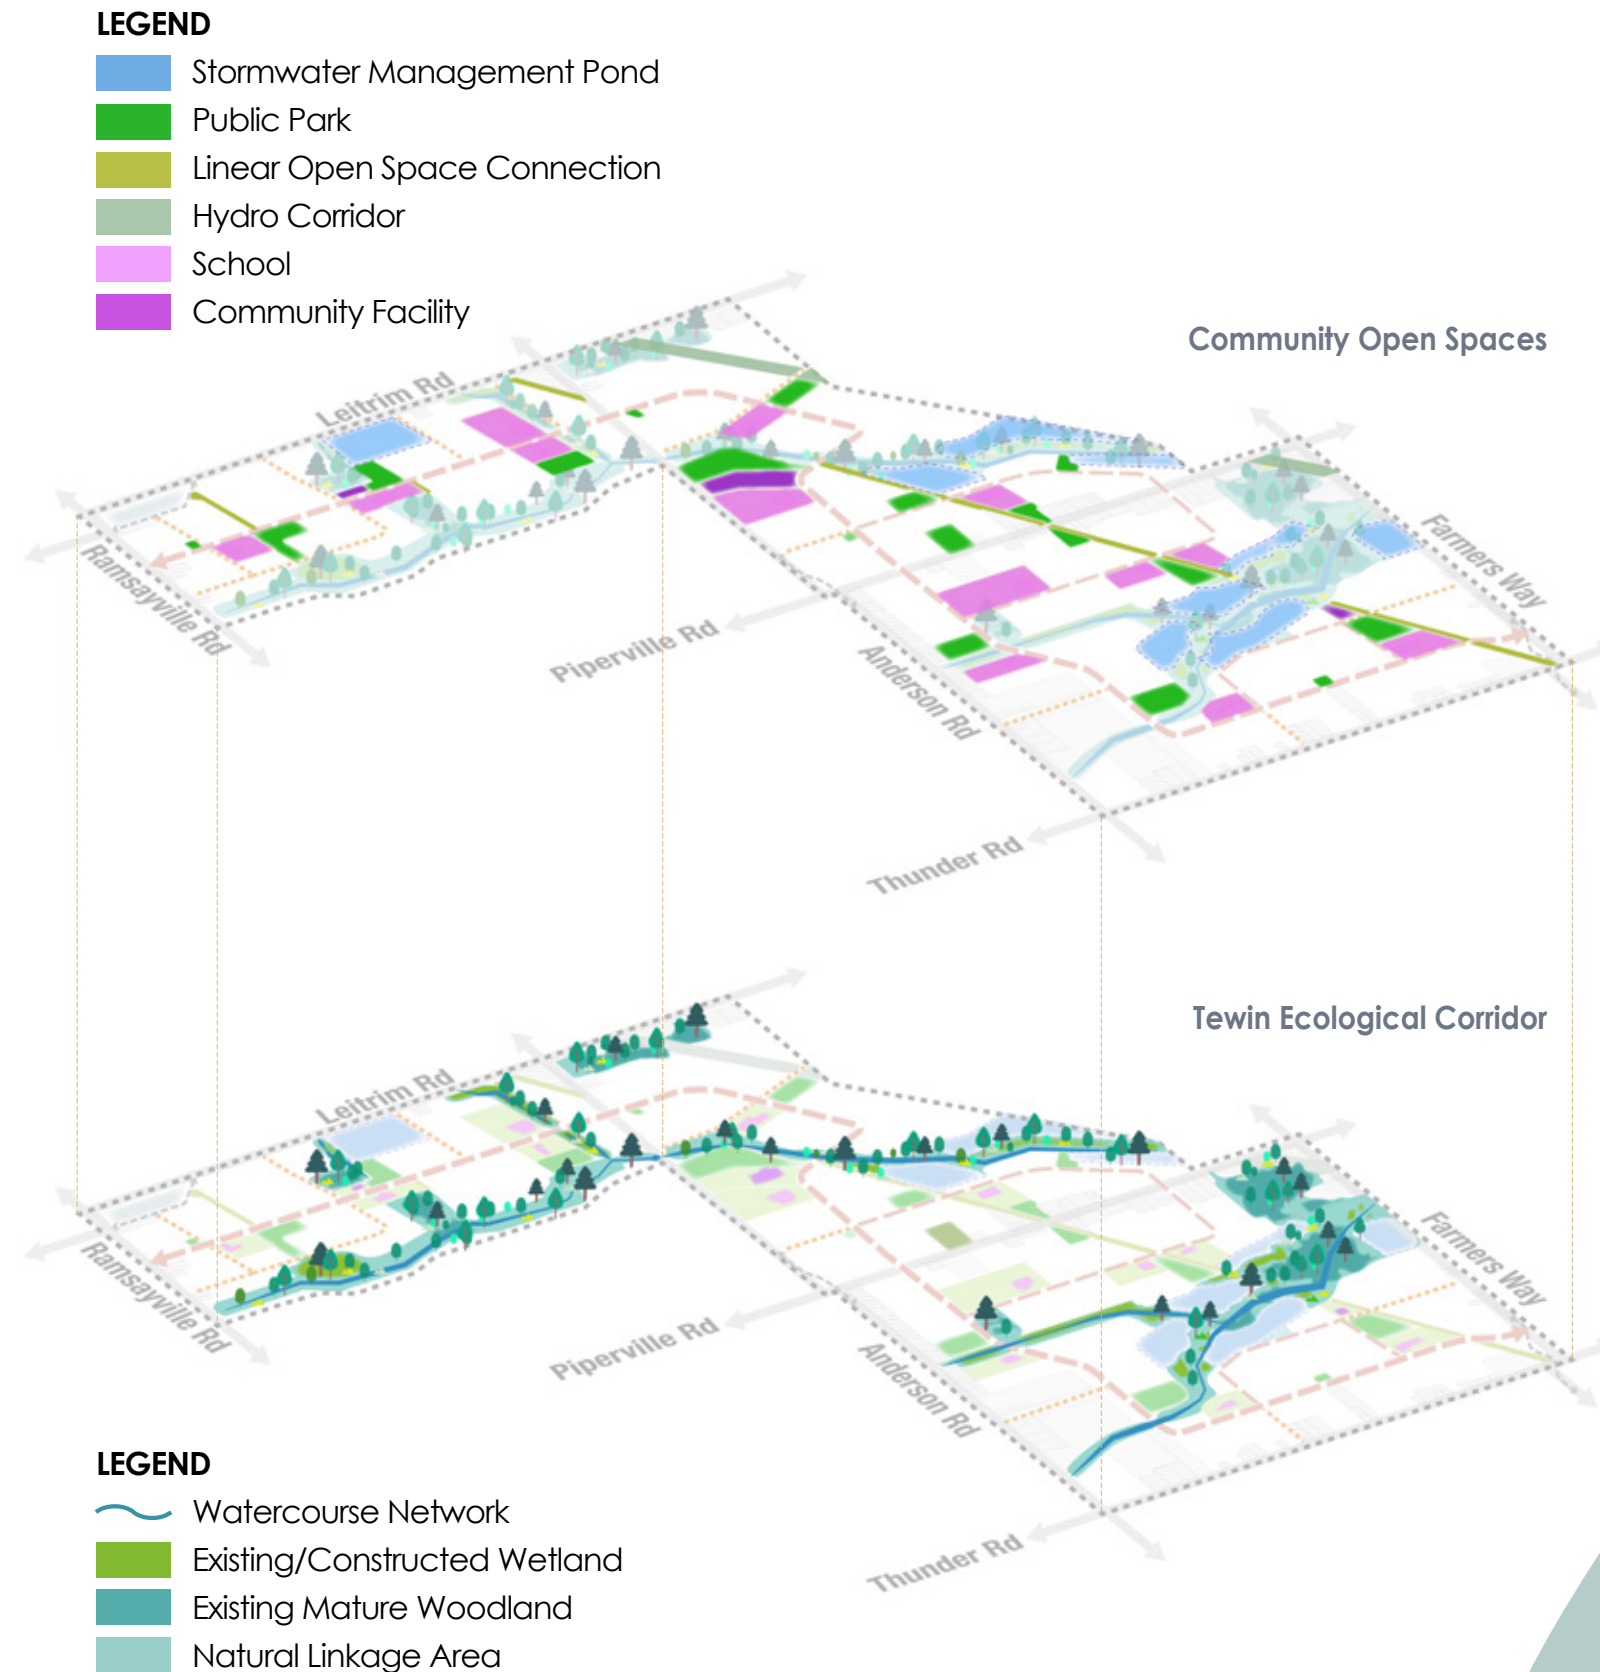 LEGEND
Stormwater Management Pond
Public Park
Linear Open Space Connection
Hydro Corridor
School
Community Facility
Community Open Spaces
Leitrim Rd
Ramsayville Rd
Piperville Rd
Anderson Rd
Farmers Way
Thunder Rd
Tewin Ecological Corridor
Leitrim Rd
Ramsayville Rd
Piperville Rd
Anderson Rd
Farmers Way
Thunder Rd
LEGEND
Watercourse Network
Existing/Constructed Wetland
Existing Mature Woodland
Natural Linkage Area